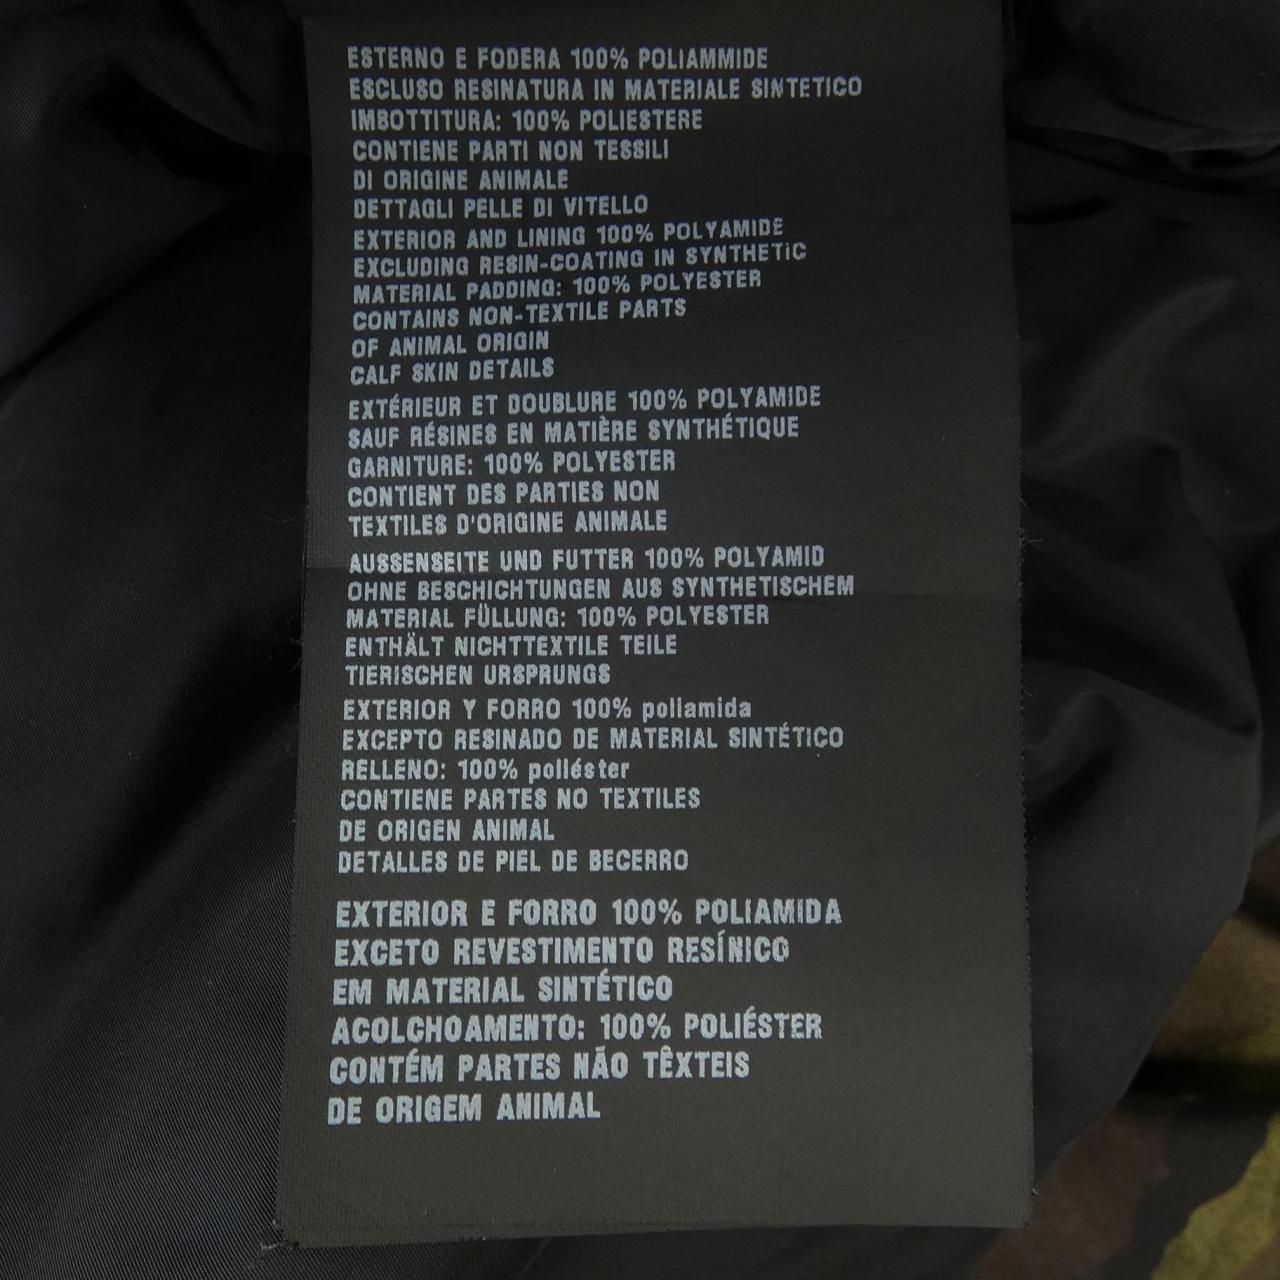 ESTERNO E FODERA 100% POLIAMMIDE
ESCLUSO RESINATURA IN MATERIALE SINTETICO
IMBOTTITURA: 100% POLIESTERE
CONTIENE PARTI NON TESSILI
DI ORIGINE ANIMALE
DETTAGLI PELLE DI VITELLO
EXTERIOR AND LINING 100% POLYAMIDE
EXCLUDING RESIN-COATING IN SYNTHETIC
MATERIAL PADDING: 100% POLYESTER
CONTAINS NON-TEXTILE PARTS
OF ANIMAL ORIGIN
CALF SKIN DETAILS
EXTÉRIEUR ET DOUBLURE 100% POLYAMIDE
SAUF RÉSINES EN MATIÈRE SYNTHÉTIQUE
GARNITURE: 100% POLYESTER
CONTIENT DES PARTIES NON
TEXTILES D'ORIGINE ANIMALE
AUSSENSEITE UND FUTTER 100% POLYAMID
OHNE BESCHICHTUNGEN AUS SYNTHETISCHEM
MATERIAL FÜLLUNG: 100% POLYESTER
ENTHÄLT NICHTTEXTILE TEILE
TIERISCHEN URSPRUNGS
EXTERIOR Y FORRO 100% poliamida
EXCEPTO RESINADO DE MATERIAL SINTÉTICO
RELLENO: 100% poliéster
CONTIENE PARTES NO TEXTILES
DE ORIGEN ANIMAL
DETALLES DE PIEL DE BECERRO
EXTERIOR E FORRO 100% POLIAMIDA
EXCETO REVESTIMENTO RESÍNICO
EM MATERIAL SINTÉTICO
ACOLCHOAMENTO: 100% POLIÉSTER
CONTÉM PARTES NÃO TÊXTEIS
DE ORIGEM ANIMAL